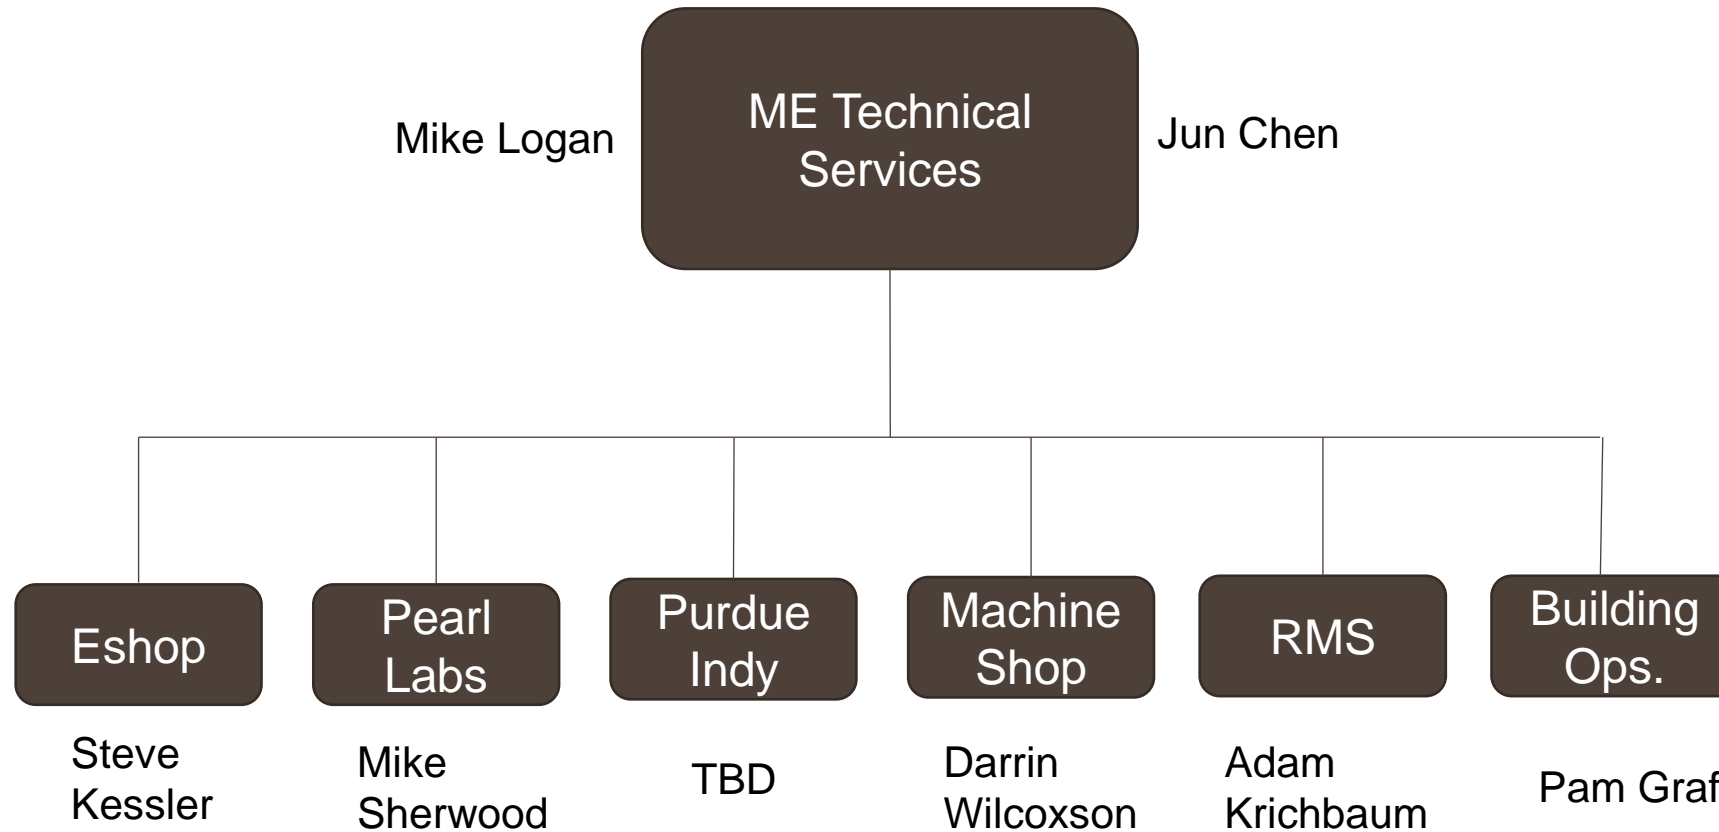 ME Technical
Services
Mike Logan
Jun Chen
Eshop
Pearl
Labs
Purdue
Indy
Machine
Shop
RMS
Building
Ops.
Steve
Kessler
Mike
Sherwood
TBD
Darrin
Wilcoxson
Adam
Krichbaum
Pam Graf